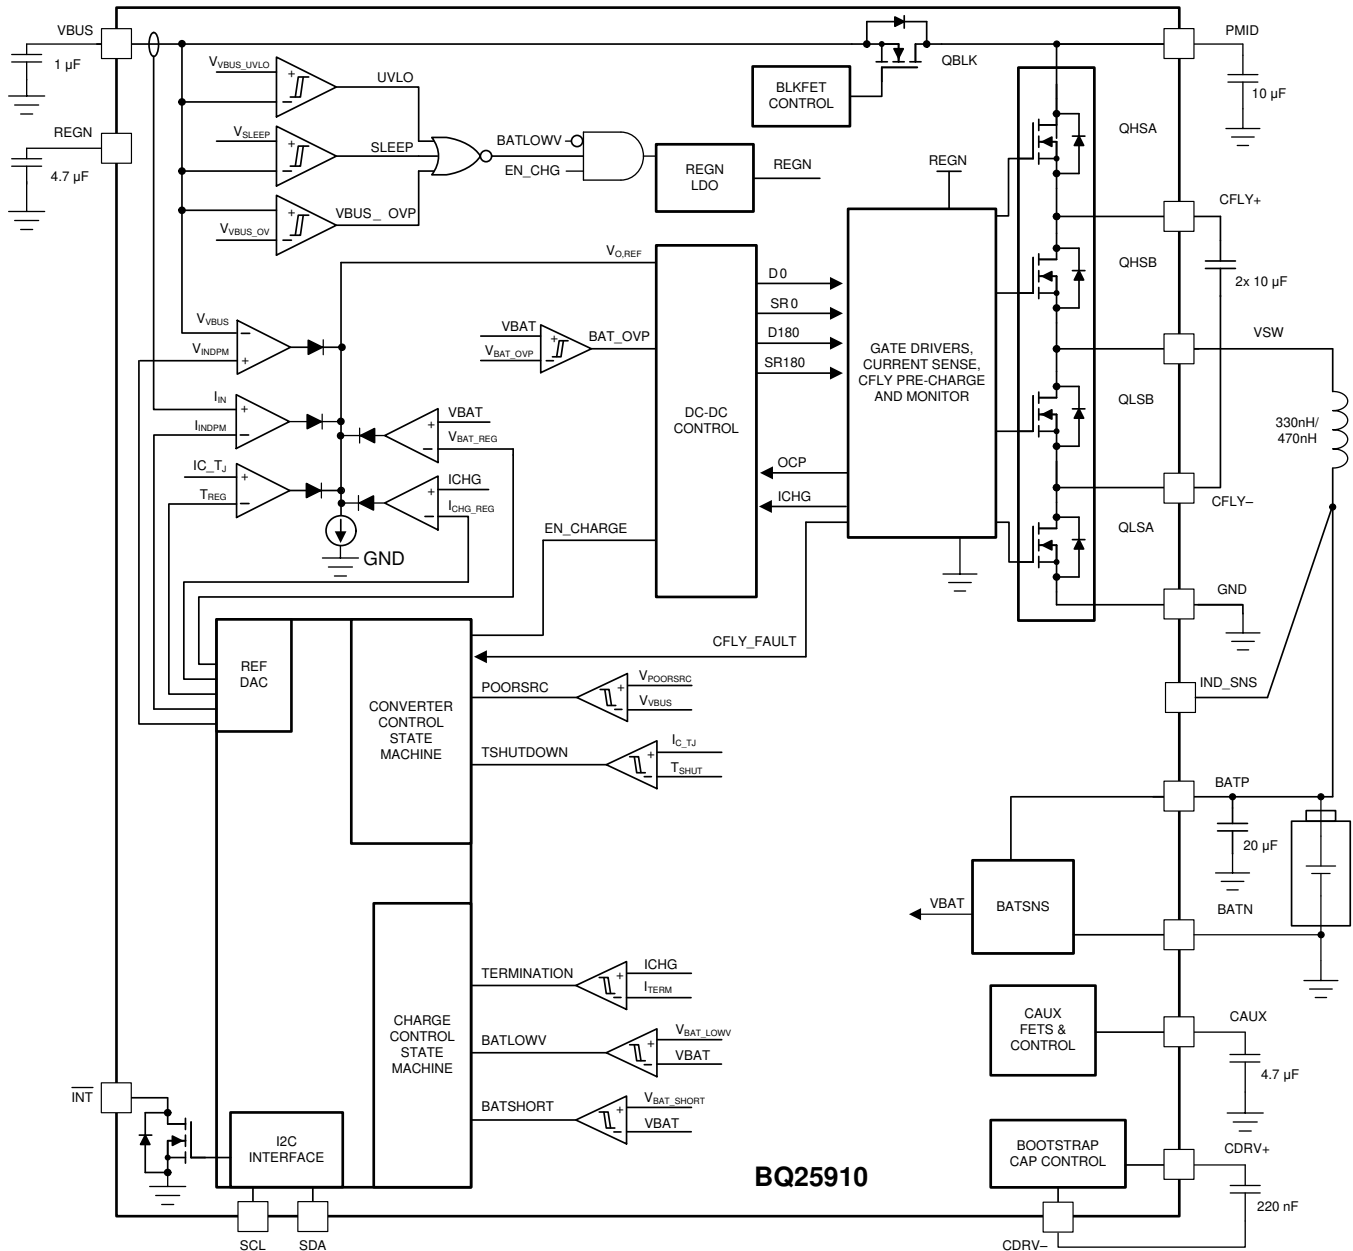 VBUS
1 µF
REGN
4.7 µF
V_VBUS_UVLO
+
−
UVLO
V_SLEEP
+
−
SLEEP
+
−
VBUS_ OVP
V_VBUS_OV
BATLOWV
EN_CHG
REGN
LDO
REGN
BLKFET
CONTROL
QBLK
PMID
10 µF
QHSA
REGN
CFLY+
QHSB
2x 10 µF
VSW
V_O,REF
D0
SR0
D180
SR180
GATE DRIVERS,
CURRENT SENSE,
CFLY PRE-CHARGE
AND MONITOR
VBAT
V_BAT_OVP
+
−
BAT_OVP
DC-DC
CONTROL
OCP
ICHG
QLSB
330nH/
470nH
CFLY−
QLSA
GND
V_VBUS
V_INDPM
−
+
I_IN
I_INDPM
+
−
IC_T_J
T_REG
+
−
+
−
VBAT
V_BAT_REG
+
−
ICHG
I_CHG_REG
GND
EN_CHARGE
CFLY_FAULT
REF
DAC
CONVERTER
CONTROL
STATE
MACHINE
POORSRC
+
−
V_POORSRC
V_VBUS
TSHUTDOWN
+
−
I_C_TJ
T_SHUT
IND_SNS
BATP
20 µF
VBAT
BATSNS
BATN
CHARGE
CONTROL
STATE
MACHINE
TERMINATION
+
−
ICHG
I_TERM
BATLOWV
+
−
V_BAT_LOWV
VBAT
BATSHORT
+
−
V_BAT_SHORT
VBAT
CAUX
FETS &
CONTROL
CAUX
4.7 µF
INT
I2C
INTERFACE
SCL
SDA
BQ25910
BOOTSTRAP
CAP CONTROL
CDRV+
220 nF
CDRV−